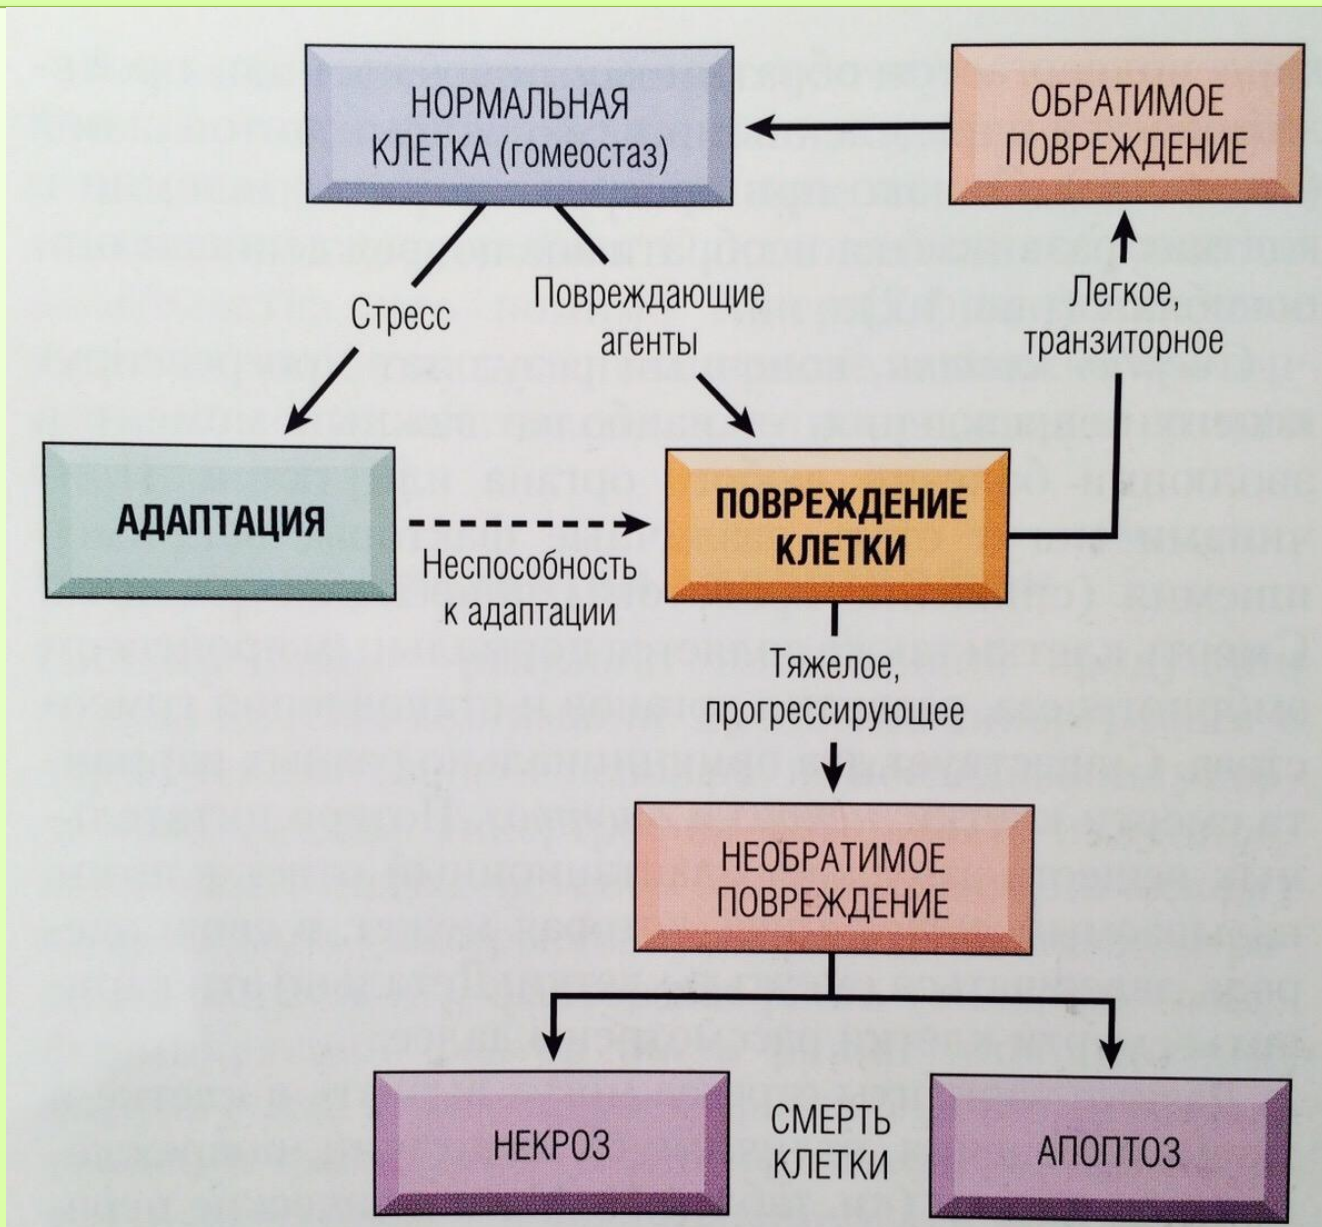 НОРМАЛЬНАЯ
КЛЕТКА (гомеостаз)
ОБРАТИМОЕ
ПОВРЕЖДЕНИЕ
Стресс
Повреждающие
агенты
Легкое,
транзиторное
АДАПТАЦИЯ
Неспособность
к адаптации
ПОВРЕЖДЕНИЕ
КЛЕТКИ
Тяжелое,
прогрессирующее
НЕОБРАТИМОЕ
ПОВРЕЖДЕНИЕ
НЕКРОЗ
СМЕРТЬ
КЛЕТКИ
АПОПТОЗ